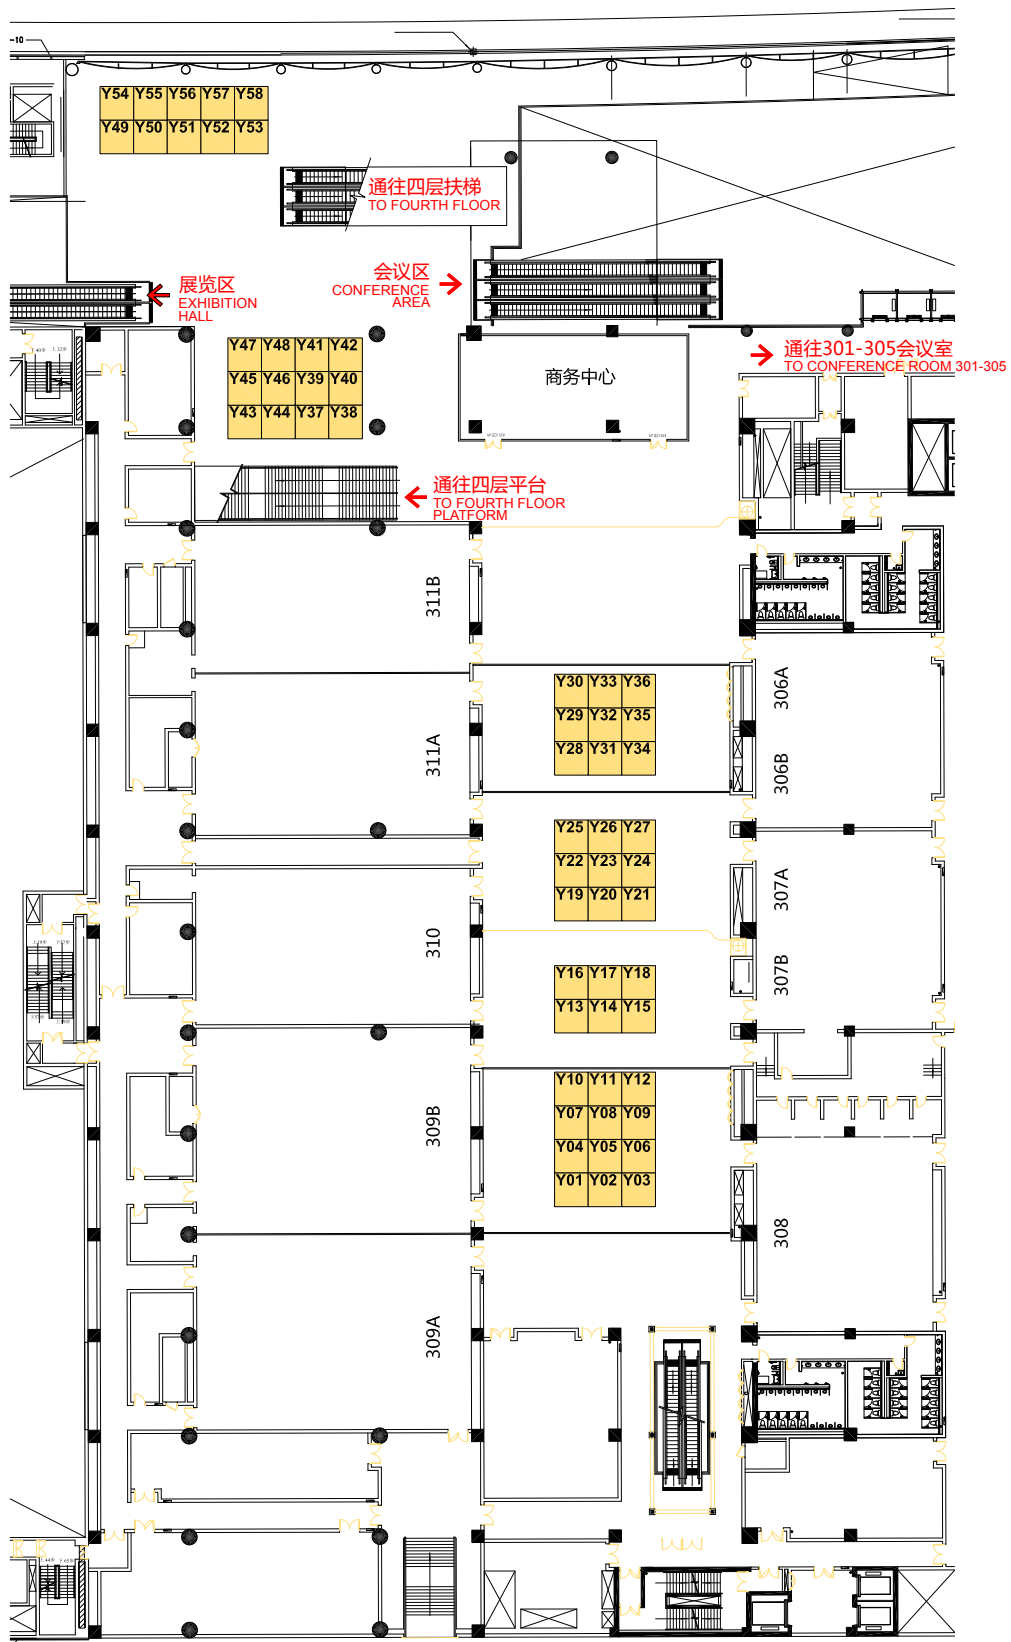 -10
Y54 Y55 Y56 Y57 Y58
Y49 Y50 Y51 Y52 Y53
通往四层扶梯
TO FOURTH FLOOR
会议区
CONFERENCE
AREA
展览区
EXHIBITION
HALL
Y47 Y48 Y41 Y42
Y45 Y46 Y39 Y40
Y43 Y44 Y37 Y38
商务中心
通往301-305会议室
TO CONFERENCE ROOM 301-305
通往四层平台
TO FOURTH FLOOR
PLATFORM
311B
306A
Y30 Y33 Y36
Y29 Y32 Y35
Y28 Y31 Y34
311A
306B
Y25 Y26 Y27
Y22 Y23 Y24
Y19 Y20 Y21
307A
310
307B
Y16 Y17 Y18
Y13 Y14 Y15
Y10 Y11 Y12
Y07 Y08 Y09
Y04 Y05 Y06
Y01 Y02 Y03
309B
308
309A